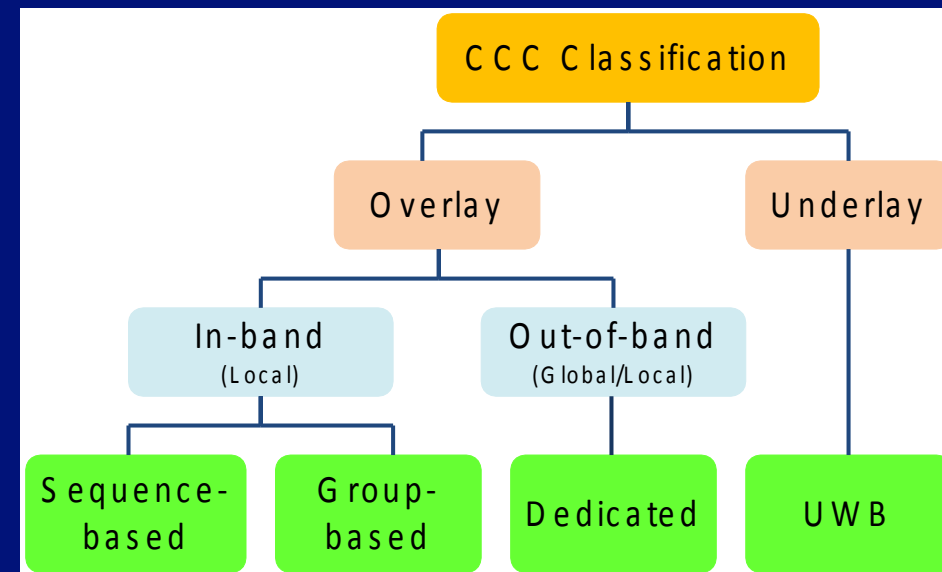 CCC Classification
Overlay
Underlay
In-band
(Local)
Out-of-band
(Global/Local)
Sequence-
based
Group-
based
Dedicated
UWB